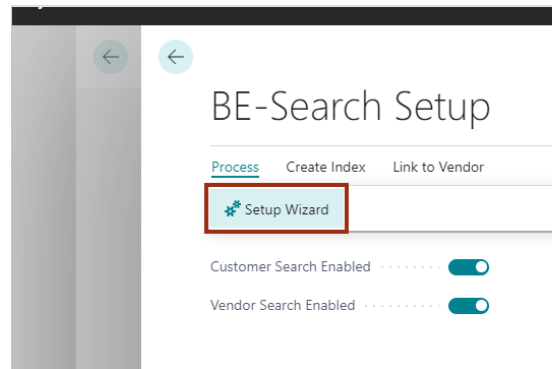 BE-Search Setup
Process Create Index Link to Vendor
Setup Wizard
Customer Search Enabled
Vendor Search Enabled